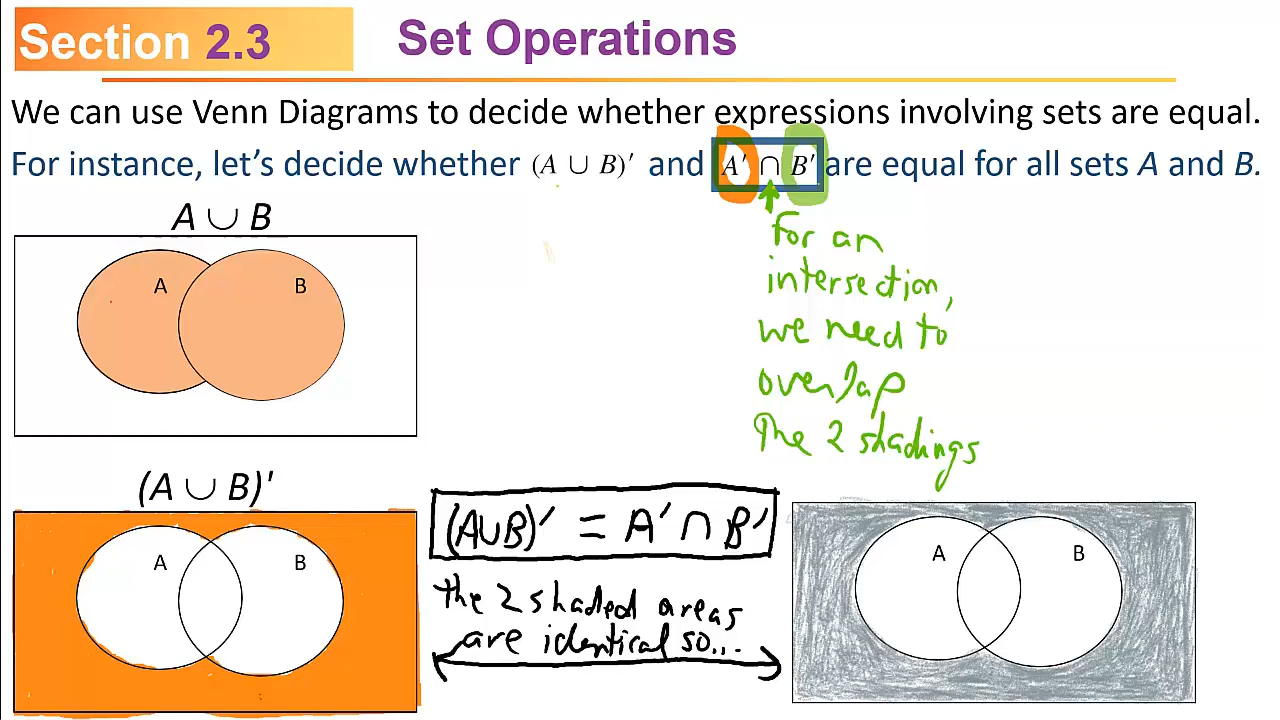 Section 2.3
Set Operations
We can use Venn Diagrams to decide whether expressions involving sets are equal.
For instance, let's decide whether (A ∪ B)′ and A′ ∩ B′ are equal for all sets A and B.
A ∪ B
A B
For an
intersection,
we need to
overlap
The 2 shadings
(A ∪ B)'
A B
(A∪B)′ = A′ ∩ B′
the 2 shaded areas
are identical so...
A B